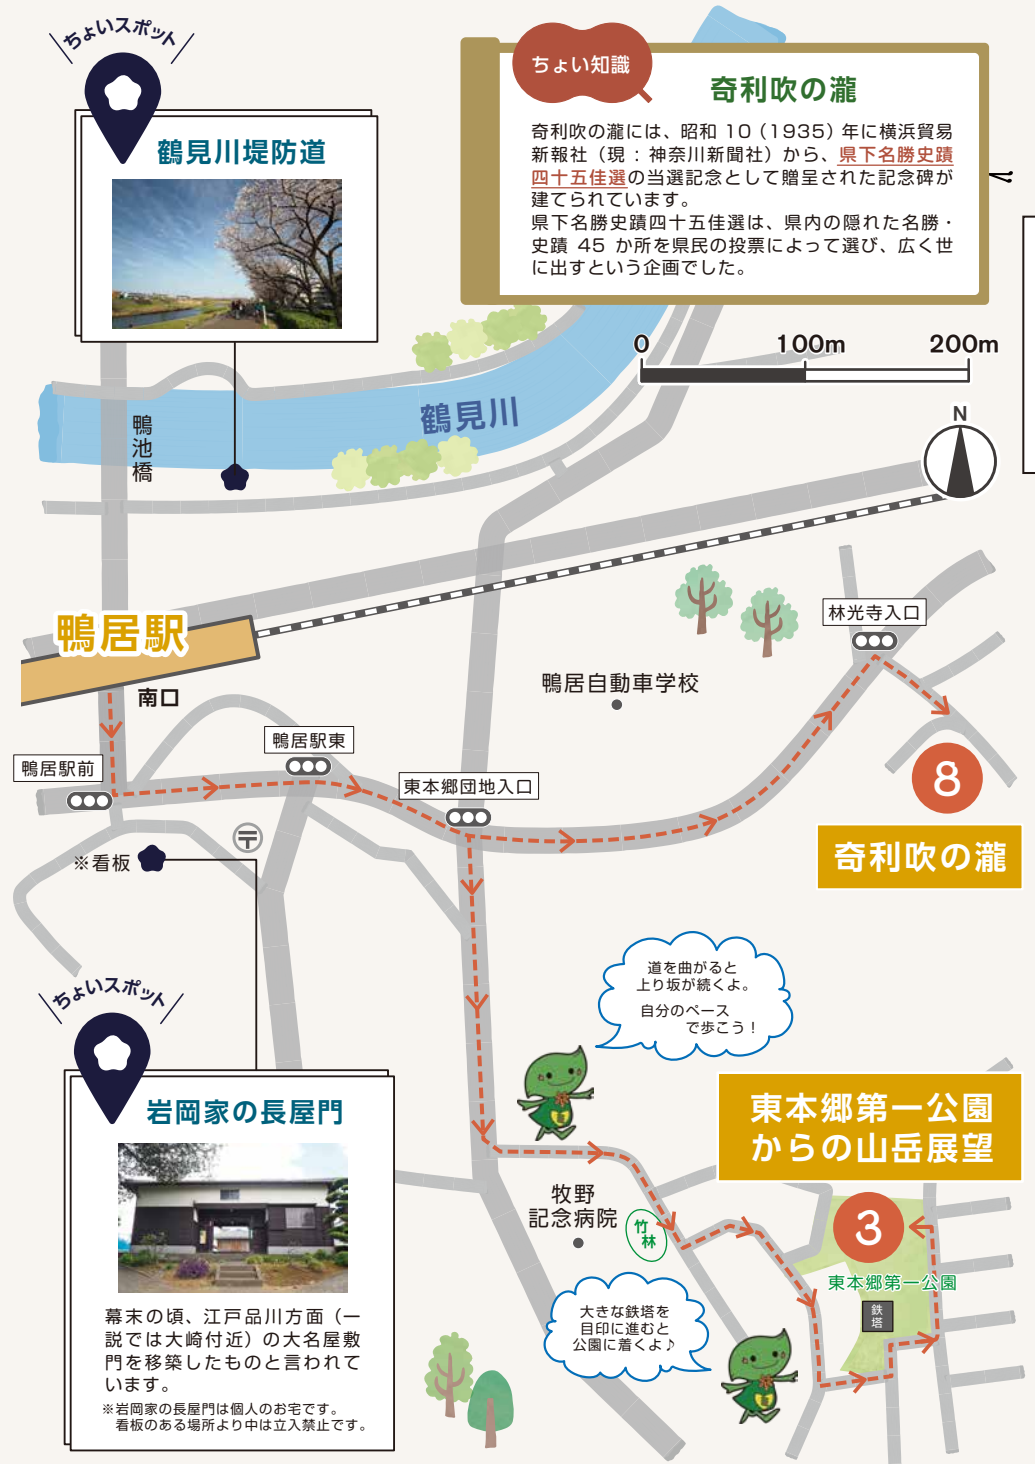 ちょいスポット
鶴見川堤防道
ちょい知識
奇利吹の瀧
奇利吹の瀧には、昭和 10（1935）年に横浜貿易
新報社（現：神奈川新聞社）から、県下名勝史蹟
四十五佳選の当選記念として贈呈された記念碑が
建てられています。
県下名勝史蹟四十五佳選は、県内の隠れた名勝・
史蹟 45 か所を県民の投票によって選び、広く世
に出すという企画でした。
0 100m 200m
N
鶴見川
鴨池橋
鴨居駅
南口
林光寺入口
鴨居自動車学校
鴨居駅東
鴨居駅前
東本郷団地入口
8
奇利吹の瀧
〒
※看板
道を曲がると
上り坂が続くよ。
自分のペース
で歩こう！
ちょいスポット
岩岡家の長屋門
幕末の頃、江戸品川方面（一
説では大崎付近）の大名屋敷
門を移築したものと言われて
います。
※岩岡家の長屋門は個人のお宅です。
看板のある場所より中は立入禁止です。
東本郷第一公園
からの山岳展望
牧野
記念病院
竹林
3
東本郷第一公園
鉄塔
大きな鉄塔を
目印に進むと
公園に着くよ♪